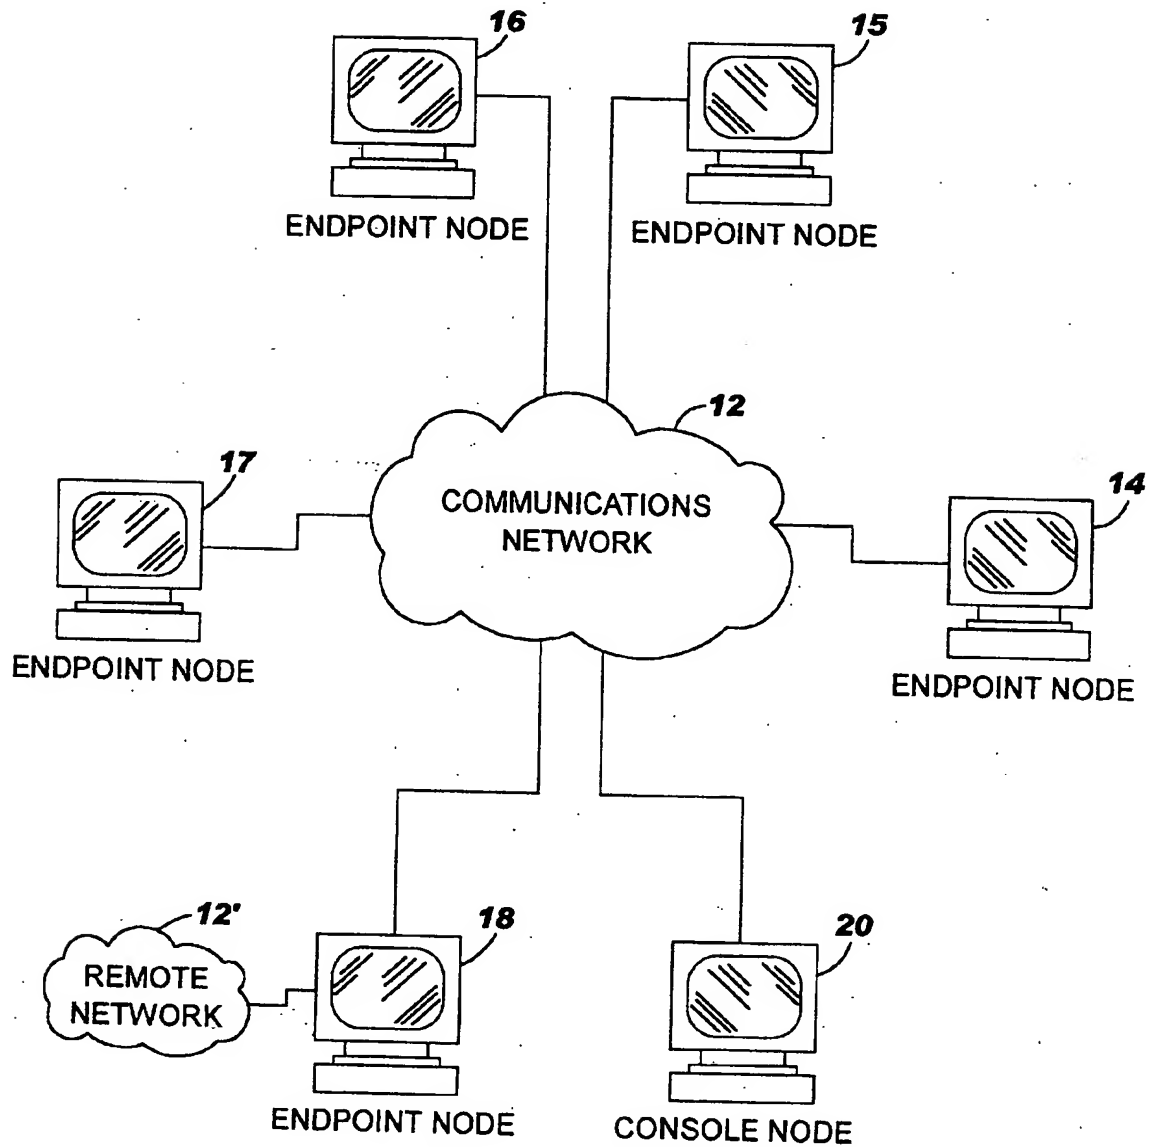 16
15
ENDPOINT NODE
ENDPOINT NODE
12
17
COMMUNICATIONS
NETWORK
14
ENDPOINT NODE
ENDPOINT NODE
12'
18
20
REMOTE
NETWORK
ENDPOINT NODE
CONSOLE NODE